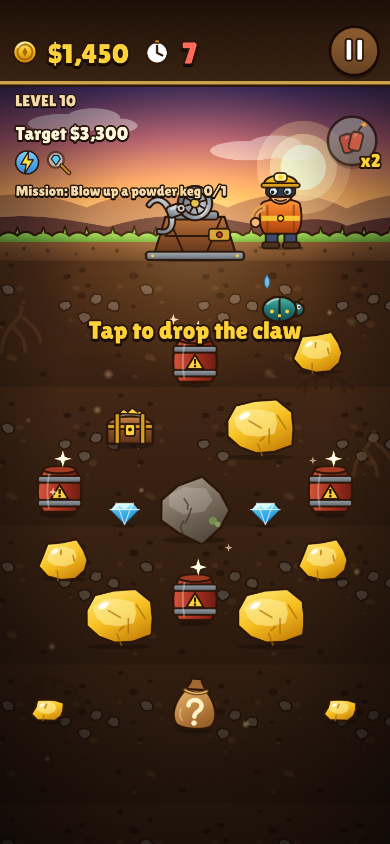 $1,450
7
LEVEL 10
Target $3,300
x2
Mission: Blow up a powder keg 0/1
Tap to drop the claw
?